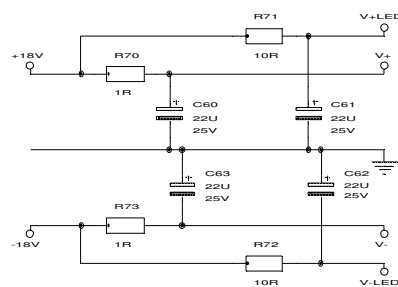 R71
V+LED
10R
+18V
R70
V+
1R
+
C60
22U
25V
+
C61
22U
25V
+
C63
22U
25V
+
C62
22U
25V
R73
-18V
1R
V-
R72
10R
V-LED